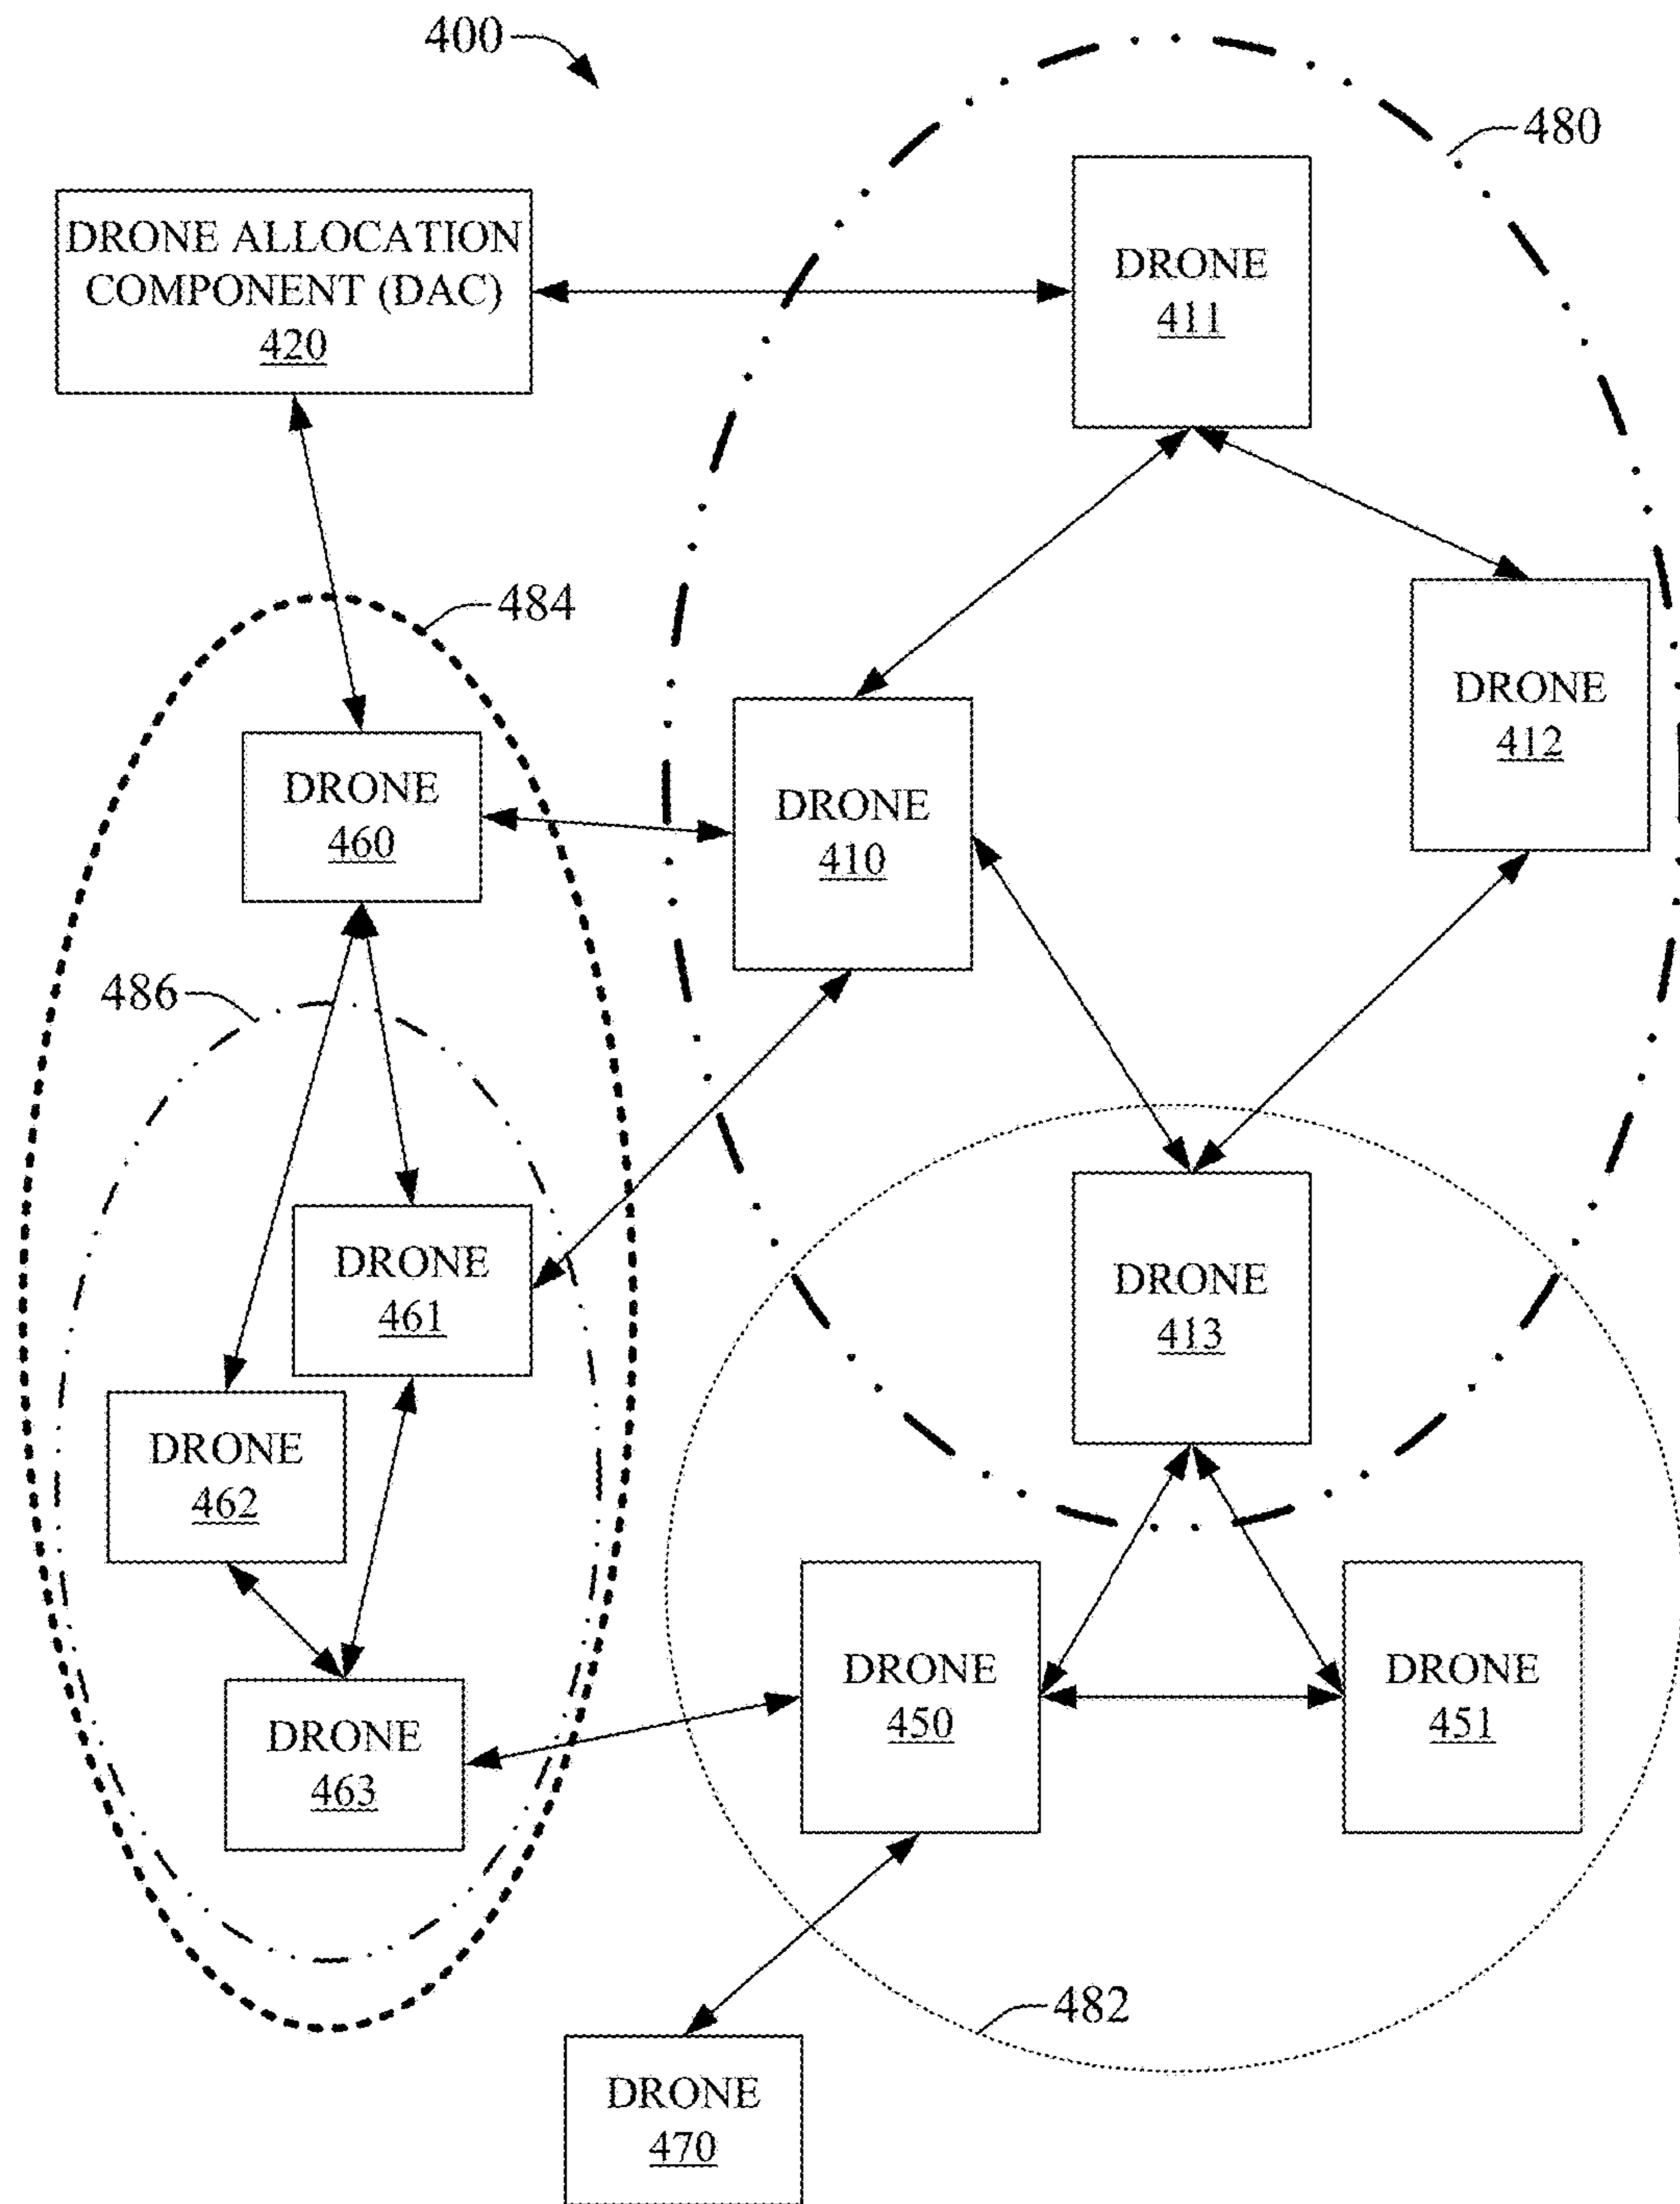 400
480
DRONE ALLOCATION
COMPONENT (DAC)
420
DRONE
411
484
DRONE
412
DRONE
460
DRONE
410
486
DRONE
461
DRONE
413
DRONE
462
DRONE
463
DRONE
450
DRONE
451
482
DRONE
470